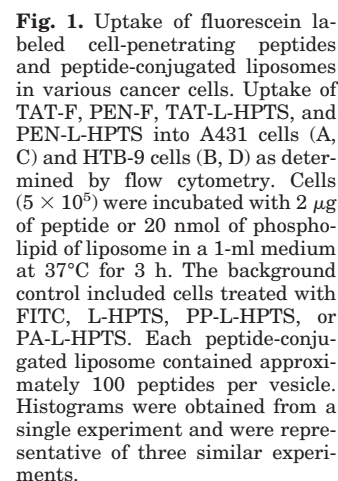 Fig. 1. Uptake of fluorescein la-
beled cell-penetrating peptides
and peptide-conjugated liposomes
in various cancer cells. Uptake of
TAT-F, PEN-F, TAT-L-HPTS, and
PEN-L-HPTS into A431 cells (A,
C) and HTB-9 cells (B, D) as deter-
mined by flow cytometry. Cells
(5 × 10⁵) were incubated with 2 μg
of peptide or 20 nmol of phospho-
lipid of liposome in a 1-ml medium
at 37°C for 3 h. The background
control included cells treated with
FITC, L-HPTS, PP-L-HPTS, or
PA-L-HPTS. Each peptide-conju-
gated liposome contained approxi-
mately 100 peptides per vesicle.
Histograms were obtained from a
single experiment and were repre-
sentative of three similar experi-
ments.